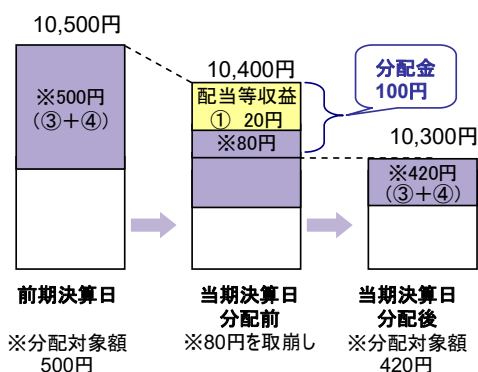 10,500円
※500円
(③+④)
前期決算日
※分配対象額
500円
10,400円
配当等収益
① 20円
※80円
当期決算日
分配前
※80円を取崩し
分配金
100円
10,300円
※420円
(③+④)
当期決算日
分配後
※分配対象額
420円